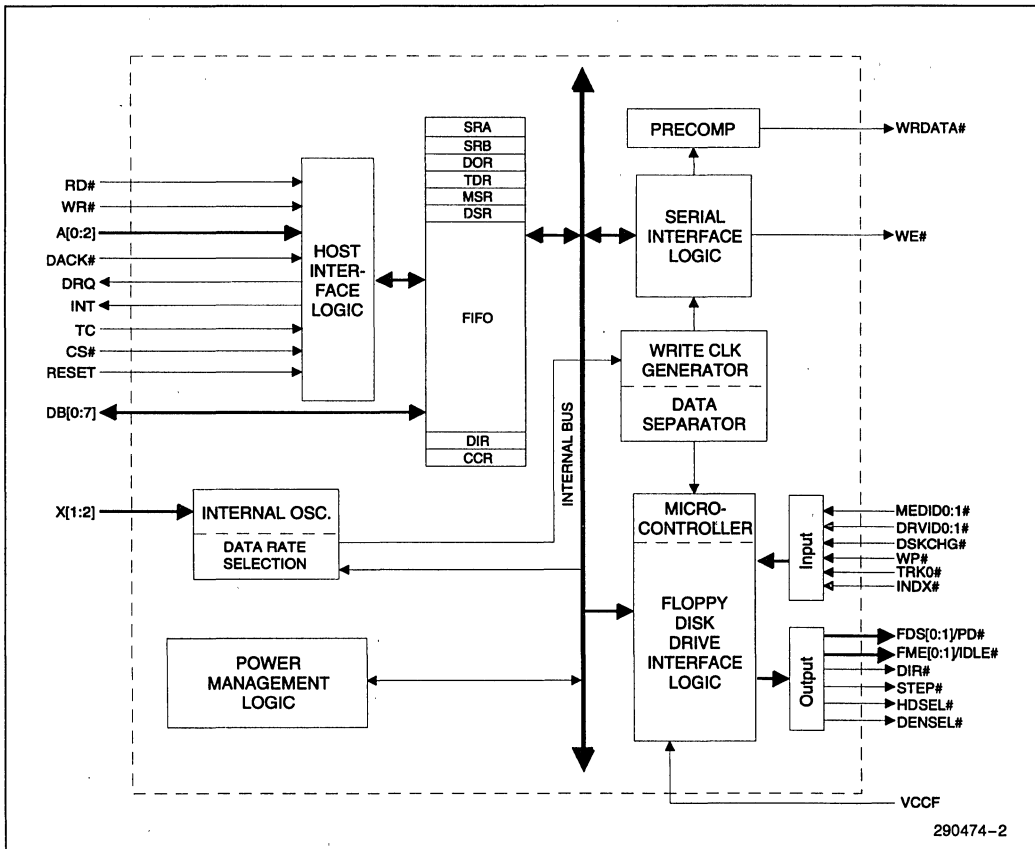 RD#
WR#
A[0:2]
DACK#
DRQ
INT
TC
CS#
RESET
DB[0:7]
X[1:2]
HOST
INTER-
FACE
LOGIC
SRA
SRB
DOR
TDR
MSR
DSR
FIFO
DIR
CCR
INTERNAL OSC.
DATA RATE
SELECTION
POWER
MANAGEMENT
LOGIC
INTERNAL BUS
PRECOMP
SERIAL
INTERFACE
LOGIC
WRITE CLK
GENERATOR
DATA
SEPARATOR
MICRO-
CONTROLLER
FLOPPY
DISK
DRIVE
INTERFACE
LOGIC
Input
Output
WRDATA#
WE#
MEDID0:1#
DRVID0:1#
DSKCHG#
WP#
TRK0#
INDX#
FDS[0:1]/PD#
FME[0:1]/IDLE#
DIR#
STEP#
HDSEL#
DENSEL#
VCCF
290474-2